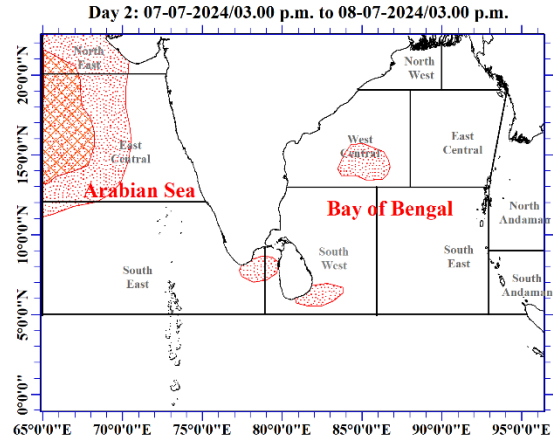 Day 2: 07-07-2024/03.00 p.m. to 08-07-2024/03.00 p.m.
North
East
North
West
East
Central
West
Central
East
Central
Arabian Sea
Bay of Bengal
North
Andaman
South
East
South
West
South
East
South
Andaman
20°0'0"N
15°0'0"N
10°0'0"N
5°0'0"N
0°0'0"
65°0'0"E 70°0'0"E 75°0'0"E 80°0'0"E 85°0'0"E 90°0'0"E 95°0'0"E